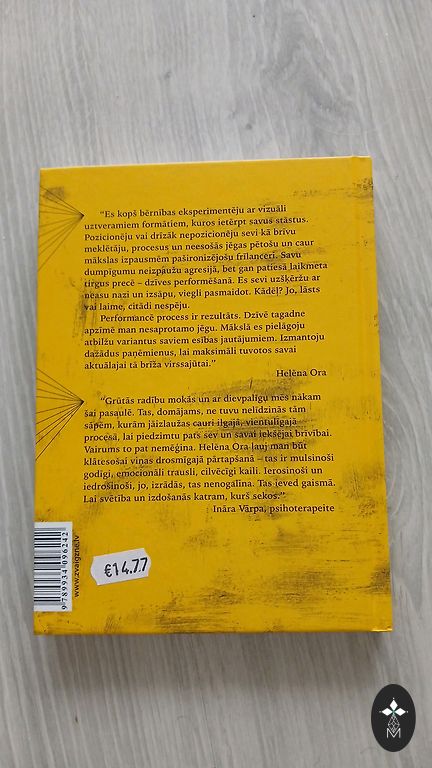 “Es kopš bērnības eksperimentēju ar vizuāli
uztveramiem formātiem, kuros ietērpt savus stāstus.
Pozicionēju vai drīzāk nepozicionēju sevi kā brīvu
meklētāju, procesus un neesošās jēgas pētošu un caur
mākslas izpausmēm pašironizējošu frīlanceri. Savu
dumpīgumu neizpaužu agresijā, bet gan patiesā laikmeta
tirgus precē – dzīves performēšanā. Es sevi uzšķēržu ar
neasu nazi un izsāpu, viegli pasmaidot. Kādēļ? Jo, lāsts
vai laime, citādi nespēju.
Performancē process ir rezultāts. Dzīvē tagadne
apzīmē man nesaprotamo jēgu. Mākslā es pielāgoju
atbilžu variantus saviem esības jautājumiem. Izmantoju
dažādus paņēmienus, lai maksimāli tuvotos savai
aktuālajai tā brīža virssajūtai.”
Helēna Ora
“Grūtās radību mokās un ar dievpalīgu mēs nākam
šai pasaulē. Tas, domājams, ne tuvu nelīdzinās tām
sāpēm, kurām jāizlaužas cauri ilgajā, vientulīgajā
procesā, lai piedzimtu pats sev un savai iekšējai brīvībai.
Vairums to pat nemēģina. Helēna Ora ļauj man būt
klātesošai viņas drosmīgajā pārtapšanā – tas ir mulsinoši
godīgi, emocionāli trausli, cilvēcīgi kaili. Ierosinoši un
iedrošinoši, jo, izrādās, tas nenogalina. Tas ieved gaismā.
Lai svētība un izdošanās katram, kurš sekos.”
Ināra Vārpa, psihoterapeite
€14.77
www.zvaigzne.lv
9 789934 096242
M